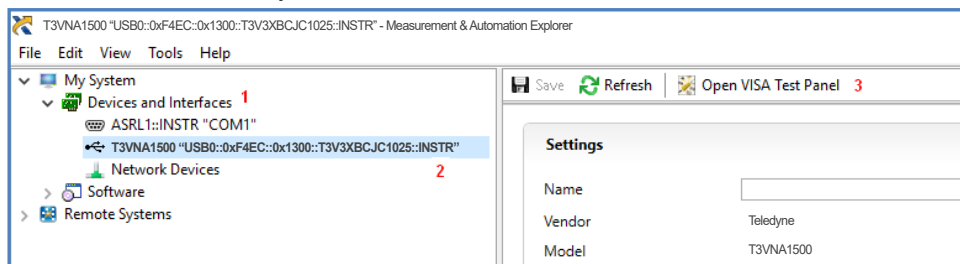 T3VNA1500 “USB0::0xF4EC::0x1300::T3V3XBCJC1025::INSTR” - Measurement & Automation Explorer
File Edit View Tools Help
My System
Devices and Interfaces 1
ASRL1::INSTR "COM1"
T3VNA1500 “USB0::0xF4EC::0x1300::T3V3XBCJC1025::INSTR”
Network Devices 2
Software
Remote Systems
Save Refresh Open VISA Test Panel 3
Settings
Name
Vendor Teledyne
Model T3VNA1500